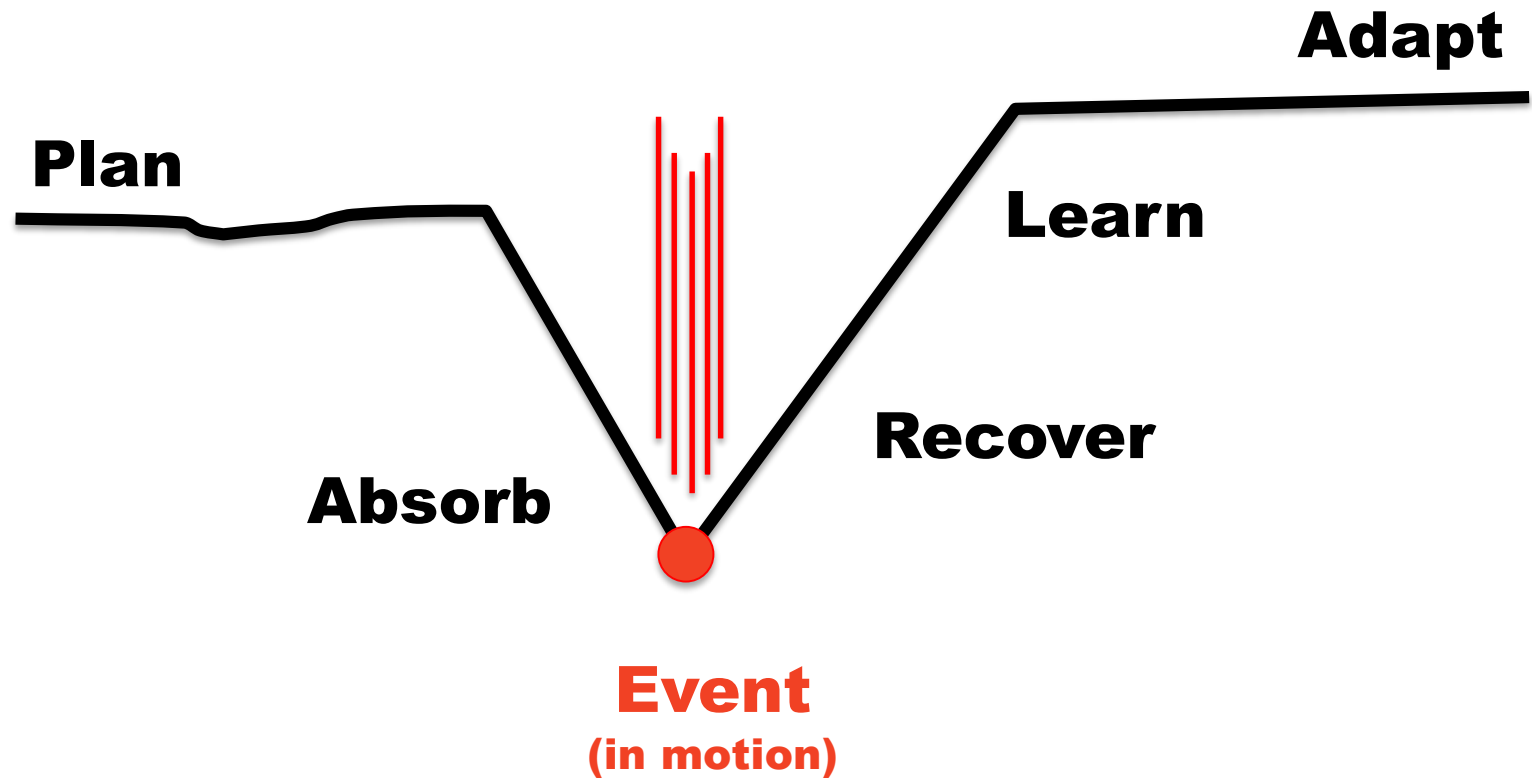 Plan
Absorb
Event
(in motion)
Recover
Learn
Adapt